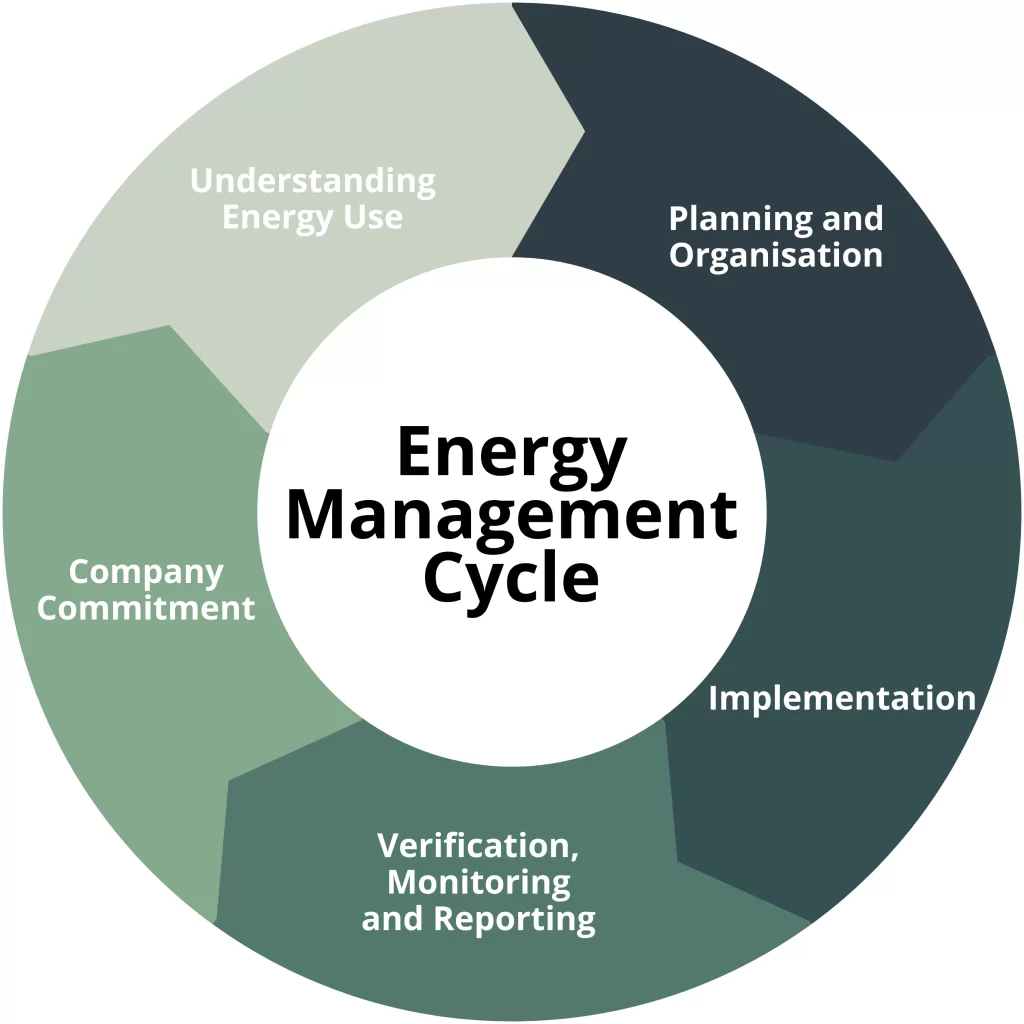 Understanding
Energy Use
Planning and
Organisation
Energy
Management
Cycle
Company
Commitment
Implementation
Verification,
Monitoring
and Reporting